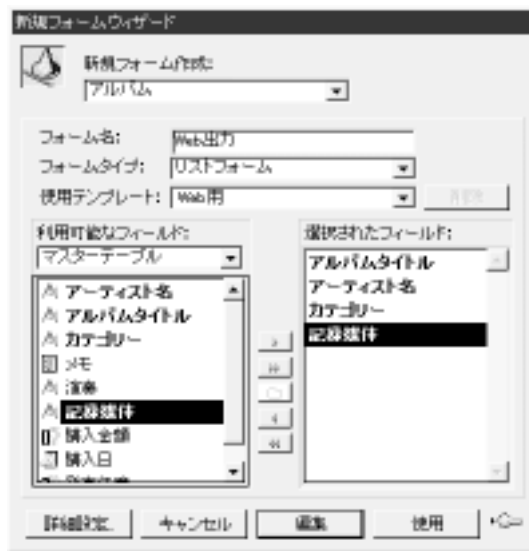 新規フォームウィザード
新規フォーム作成:
アルバム
フォーム名: Web出力
フォームタイプ: リストフォーム
使用テンプレート: Web用 削除
利用可能なフィールド: 選択されたフィールド:
マスターテーブル
アーティスト名
アルバムタイトル
カテゴリー
メモ
演奏
記録媒体
購入金額
購入日
アルバムタイトル
アーティスト名
カテゴリー
記録媒体
詳細設定... キャンセル 編集 使用